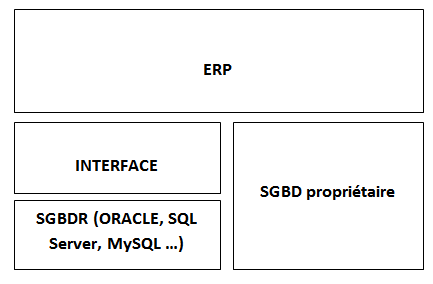 ERP
INTERFACE
SGBDR (ORACLE, SQL
Server, MySQL ...)
SGBD propriétaire